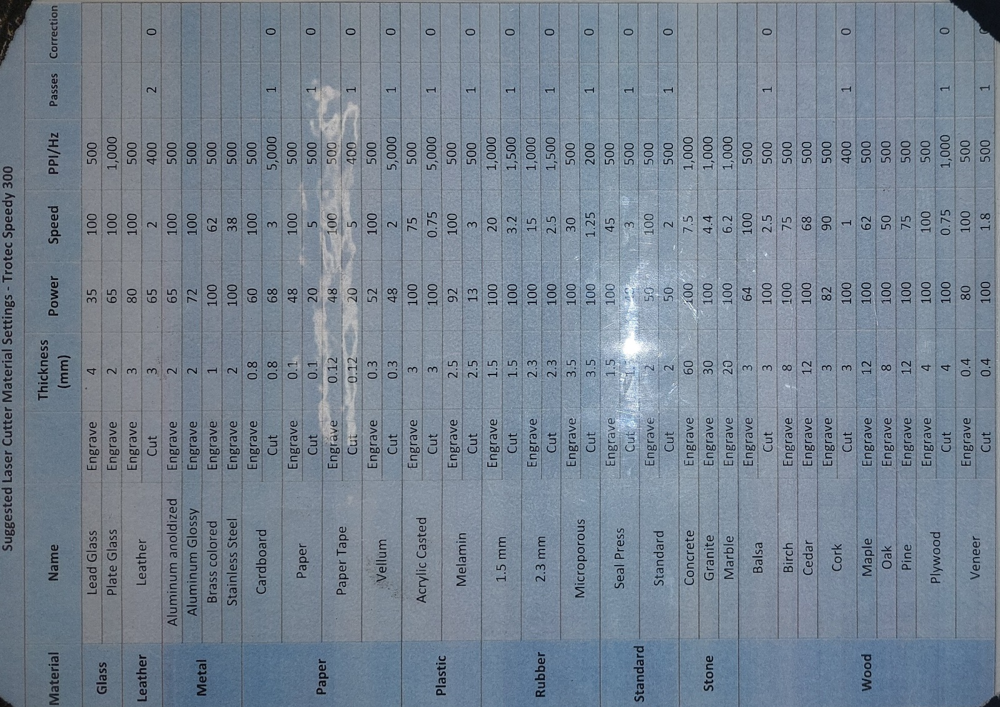 Suggested Laser Cutter Material Settings - Trotec Speedy 300
Material Name Thickness (mm) Power Speed PPI/Hz Passes Correction
Glass Lead Glass Engrave 4 35 100 500
Plate Glass Engrave 2 65 100 1,000
Leather Leather Engrave 3 80 100 500
Cut 3 65 2 400 2 0
Metal Aluminum anoldized Engrave 2 65 100 500
Aluminum Glossy Engrave 2 72 100 500
Brass colored Engrave 1 100 62 500
Stainless Steel Engrave 2 100 38 500
Paper Cardboard Engrave 0.8 60 100 500
Cut 0.8 68 3 5,000 1 0
Paper Engrave 0.1 48 100 500
Cut 0.1 20 5 500 1 0
Paper Tape Engrave 0.12 48 100 500
Cut 0.12 20 5 400 1 0
Vellum Engrave 0.3 52 100 500
Cut 0.3 48 2 5,000 1 0
Plastic Acrylic Casted Engrave 3 100 75 500
Cut 3 100 0.75 5,000 1 0
Melamin Engrave 2.5 92 100 500
Cut 2.5 13 3 500 1 0
Rubber 1.5 mm Engrave 1.5 100 20 1,000
Cut 1.5 100 3.2 1,500 1 0
2.3 mm Engrave 2.3 100 15 1,000
Cut 2.3 100 2.5 1,500 1 0
Microporous Engrave 3.5 100 30 500
Cut 3.5 100 1.25 200 1 0
Standard Seal Press Engrave 1.5 100 45 500
Cut 3 500 1 0
Standard Engrave 2 50 100 500
Cut 2 50 2 500 1 0
Stone Concrete Engrave 60 100 7.5 1,000
Granite Engrave 30 100 4.4 1,000
Marble Engrave 20 100 6.2 1,000
Wood Balsa Engrave 3 64 100 500
Cut 3 100 2.5 500 1 0
Birch Engrave 8 100 75 500
Cedar Engrave 12 100 68 500
Cork Engrave 3 82 90 500
Cut 3 100 1 400 1 0
Maple Engrave 12 100 62 500
Oak Engrave 8 100 50 500
Pine Engrave 12 100 75 500
Plywood Engrave 4 100 100 500
Cut 4 100 0.75 1,000 1 0
Veneer Engrave 0.4 80 100 500
Cut 0.4 100 1.8 500 1